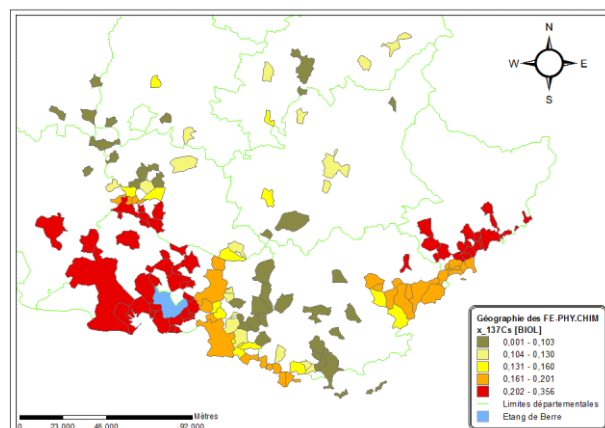 N
W E
S
Géographie des FE-PHY.CHIM
x_137Cs [BIOL]
0,001 - 0,103
0,104 - 0,130
0,131 - 0,160
0,161 - 0,201
0,202 - 0,356
Limites départementales
Etang de Berre
Mètres
0 23 000 46 000 92 000